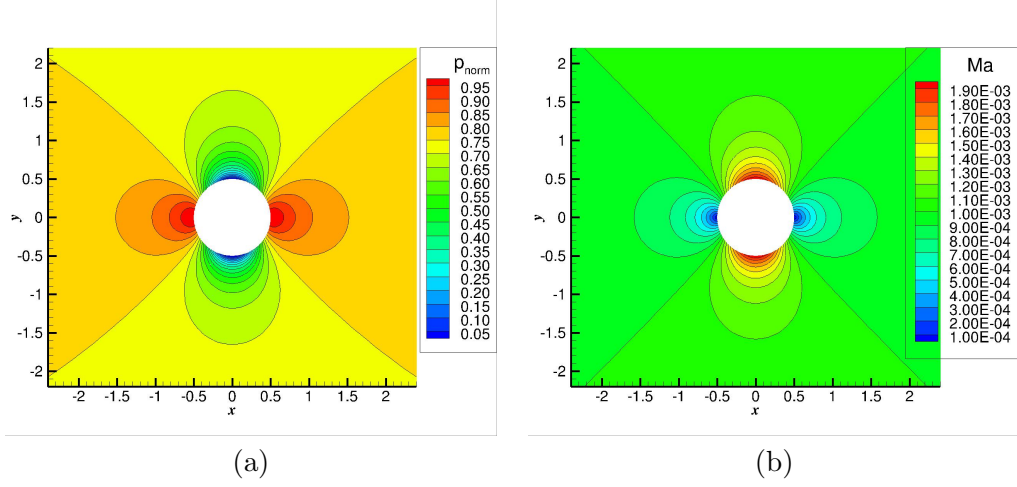 p_norm
0.95
0.90
0.85
0.80
0.75
0.70
0.65
0.60
0.55
0.50
0.45
0.40
0.35
0.30
0.25
0.20
0.15
0.10
0.05
y
2
1.5
1
0.5
0
-0.5
-1
-1.5
-2
-2 -1.5 -1 -0.5 0 0.5 1 1.5 2
x
(a)
Ma
1.90E-03
1.80E-03
1.70E-03
1.60E-03
1.50E-03
1.40E-03
1.30E-03
1.20E-03
1.10E-03
1.00E-03
9.00E-04
8.00E-04
7.00E-04
6.00E-04
5.00E-04
4.00E-04
3.00E-04
2.00E-04
1.00E-04
y
2
1.5
1
0.5
0
-0.5
-1
-1.5
-2
-2 -1.5 -1 -0.5 0 0.5 1 1.5 2
x
(b)